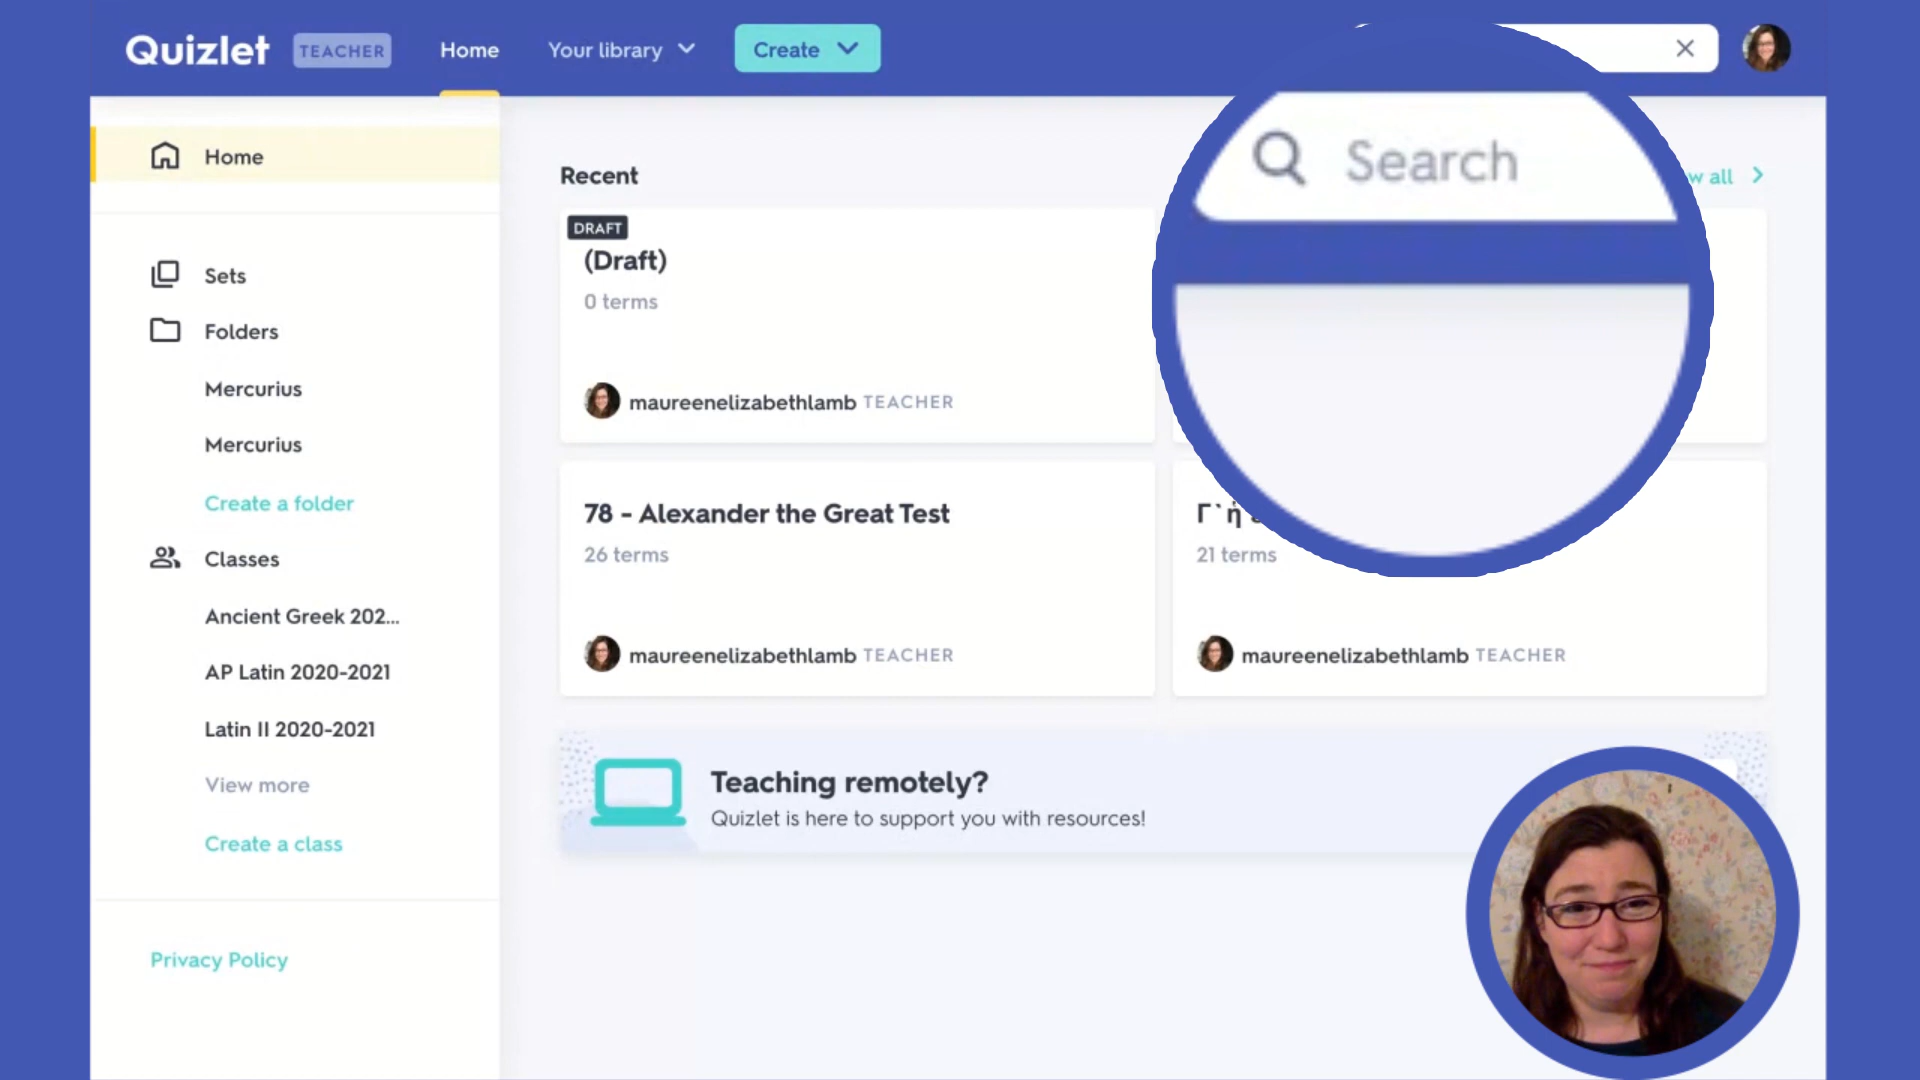 Quizlet TEACHER Home Your library Create
Search
Home
Sets
Folders
Mercurius
Mercurius
Create a folder
Classes
Ancient Greek 202...
AP Latin 2020-2021
Latin II 2020-2021
View more
Create a class
Privacy Policy
Recent
w all
DRAFT
(Draft)
0 terms
maureenelizabethlamb TEACHER
78 - Alexander the Great Test
26 terms
maureenelizabethlamb TEACHER
Γ`ἡ
21 terms
maureenelizabethlamb TEACHER
Teaching remotely?
Quizlet is here to support you with resources!